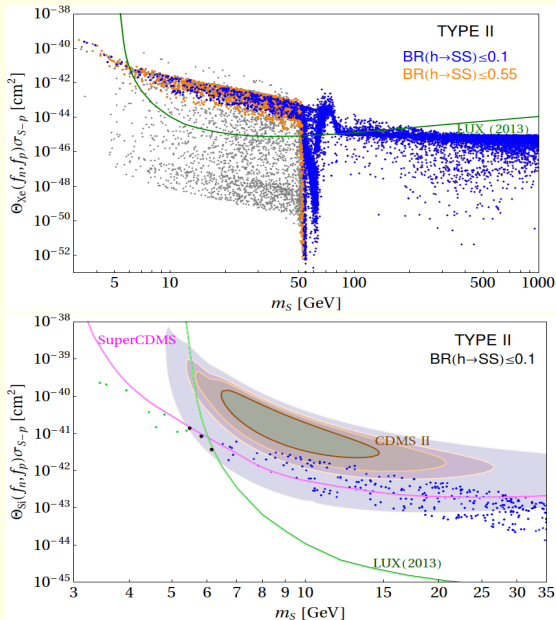 TYPE II
BR(h→SS)≤0.1
BR(h→SS)≤0.55
LUX (2013)
Θ_Xe(f_n,f_p)σ_{S−p} [cm²]
10^−38
10^−40
10^−42
10^−44
10^−46
10^−48
10^−50
10^−52
5 10 50 100 500 1000
m_S [GeV]
SuperCDMS
TYPE II
BR(h→SS)≤0.1
CDMS II
LUX(2013)
Θ_Si(f_n,f_p)σ_{S−p} [cm²]
10^−38
10^−39
10^−40
10^−41
10^−42
10^−43
10^−44
10^−45
3 4 5 6 7 8 9 10 15 20 25 30 35
m_S [GeV]